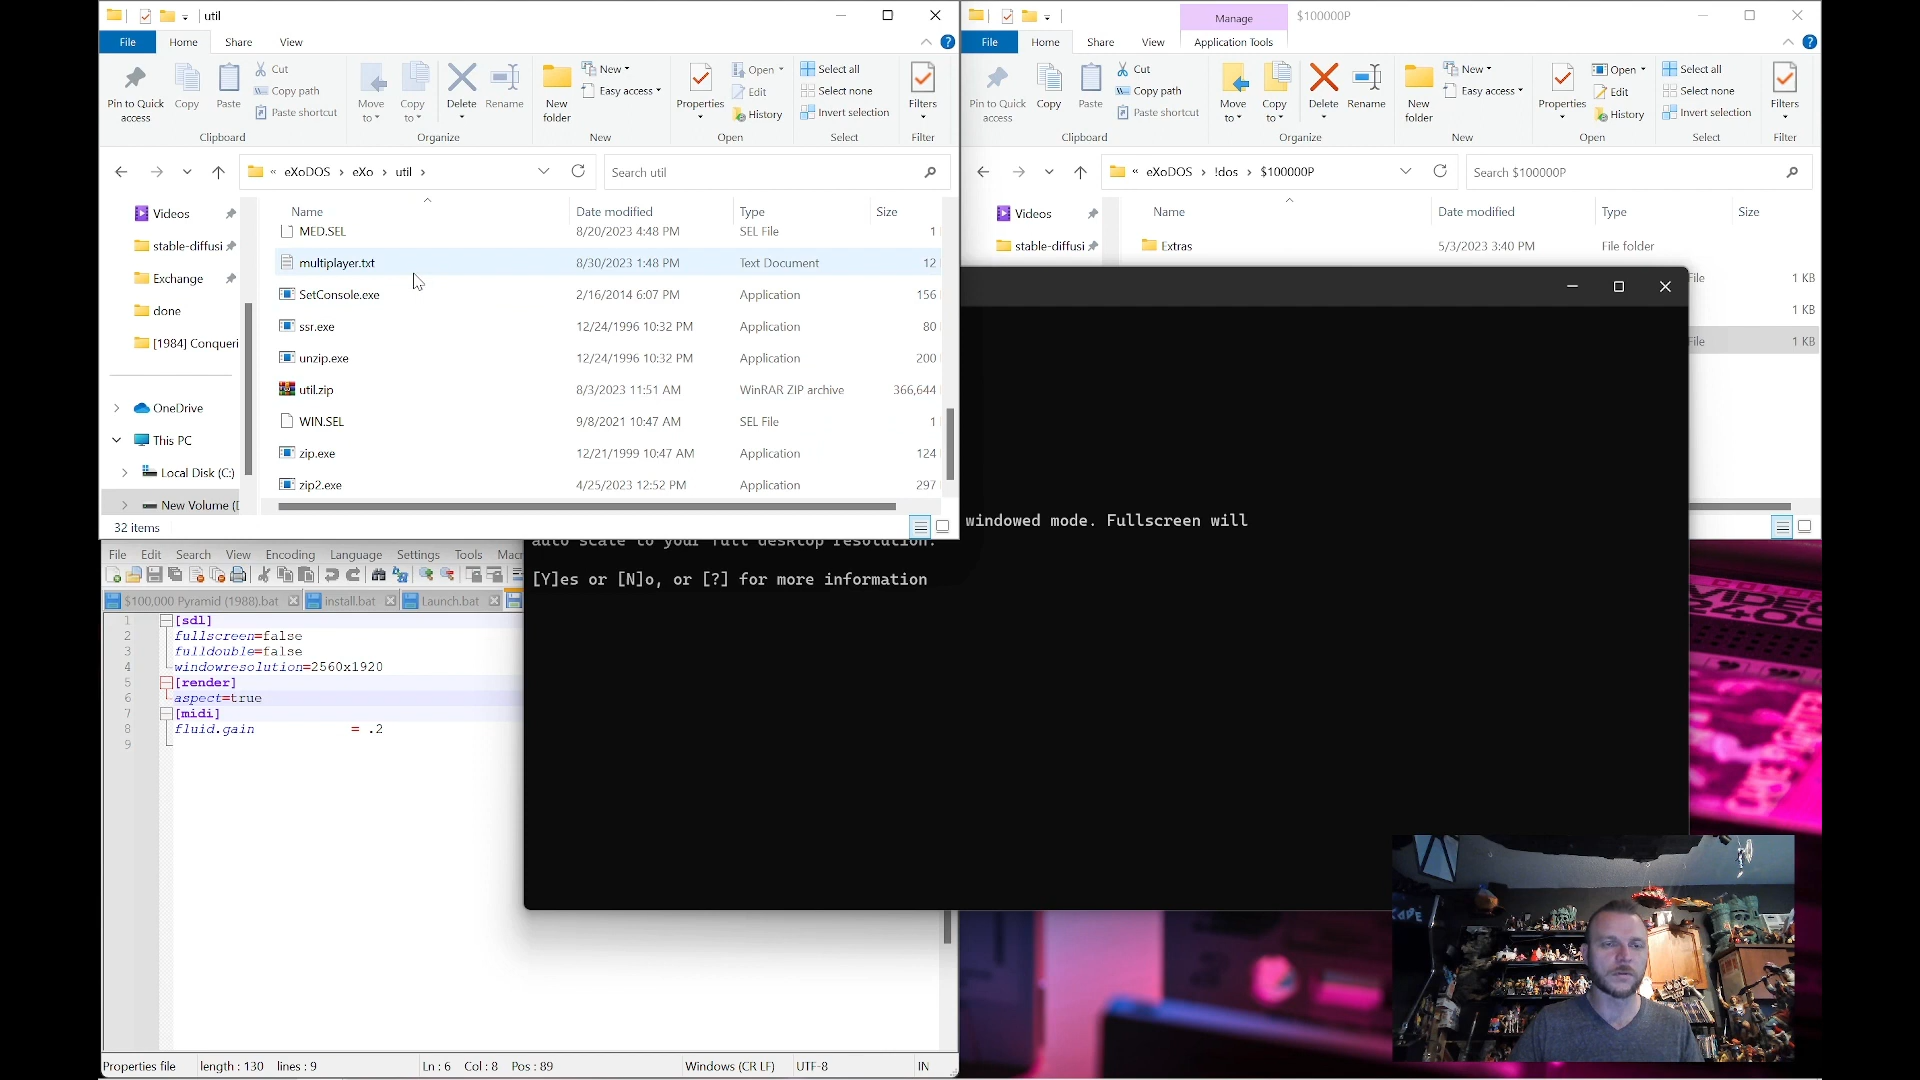 util
File Home Share View
Pin to Quick access
Copy
Paste
Cut
Copy path
Paste shortcut
Move to
Copy to
Delete
Rename
New folder
New
Easy access
Properties
Open
Edit
History
Select all
Select none
Invert selection
Filters
Clipboard Organize New Open Select Filter
« eXoDOS › eXo › util ›
Search util
Name Date modified Type Size
Videos
stable-diffusi
Exchange
done
[1984] Conqueri
OneDrive
This PC
Local Disk (C:)
New Volume (
MED.SEL 8/20/2023 4:48 PM SEL File 1
multiplayer.txt 8/30/2023 1:48 PM Text Document 12
SetConsole.exe 2/16/2014 6:07 PM Application 156
ssr.exe 12/24/1996 10:32 PM Application 80
unzip.exe 12/24/1996 10:32 PM Application 200
util.zip 8/3/2023 11:51 AM WinRAR ZIP archive 366,644
WIN.SEL 9/8/2021 10:47 AM SEL File 1
zip.exe 12/21/1999 10:47 AM Application 124
zip2.exe 4/25/2023 12:52 PM Application 297
32 items
Manage $100000P
File Home Share View Application Tools
Pin to Quick access
Copy
Paste
Cut
Copy path
Paste shortcut
Move to
Copy to
Delete
Rename
New folder
New
Easy access
Properties
Open
Edit
History
Select all
Select none
Invert selection
Filters
Clipboard Organize New Open Select Filter
« eXoDOS › !dos › $100000P
Search $100000P
Name Date modified Type Size
Videos
stable-diffusi
Extras 5/3/2023 3:40 PM File folder
File 1 KB
1 KB
File 1 KB
windowed mode. Fullscreen will
auto scale to your full desktop resolution.
[Y]es or [N]o, or [?] for more information
File Edit Search View Encoding Language Settings Tools Mac
$100,000 Pyramid (1988).bat install.bat Launch.bat
1 [sdl]
2 fullscreen=false
3 fulldouble=false
4 windowresolution=2560x1920
5 [render]
6 aspect=true
7 [midi]
8 fluid.gain = .2
9
Properties file length : 130 lines : 9 Ln : 6 Col : 8 Pos : 89 Windows (CR LF) UTF-8 IN
VIDEO
2400